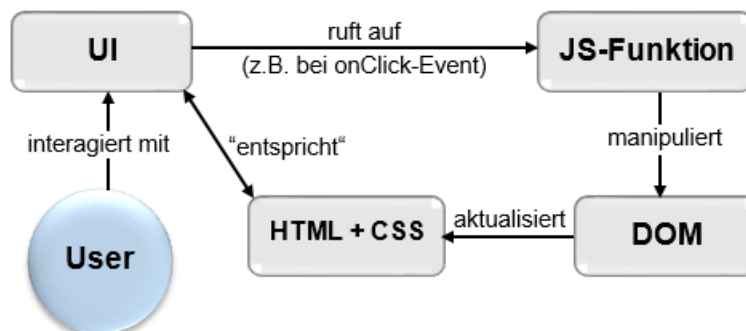 UI
ruft auf
(z.B. bei onClick-Event)
JS-Funktion
interagiert mit
“entspricht“
manipuliert
User
HTML + CSS
aktualisiert
DOM